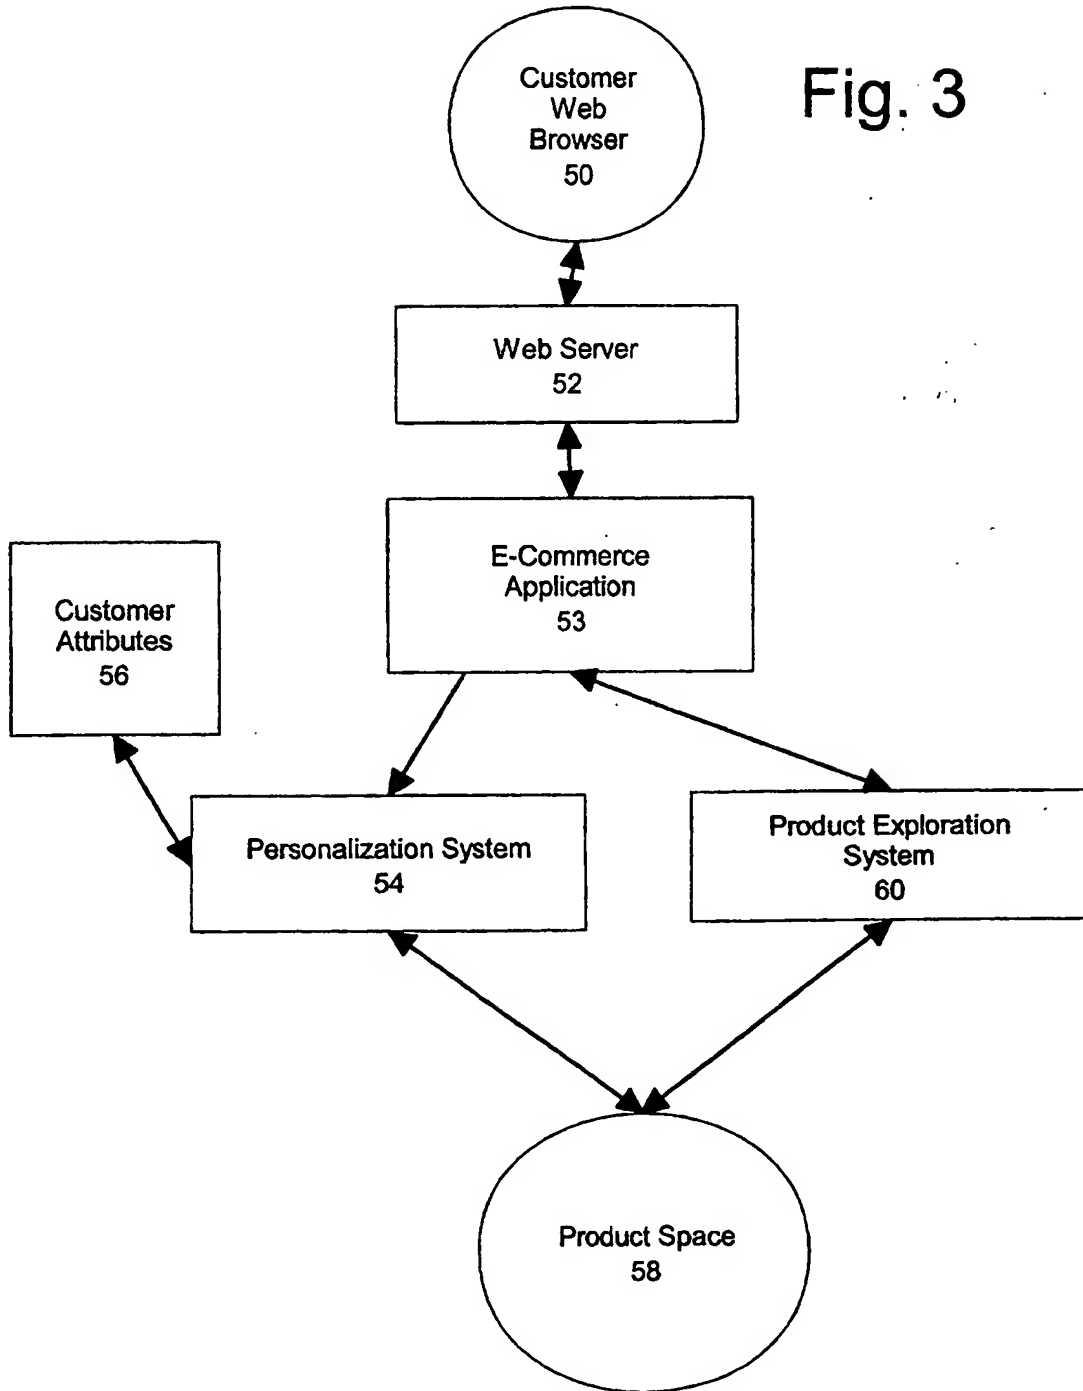 Fig. 3
Customer
Web
Browser
50
Web Server
52
E-Commerce
Application
53
Customer
Attributes
56
Personalization System
54
Product Exploration
System
60
Product Space
58